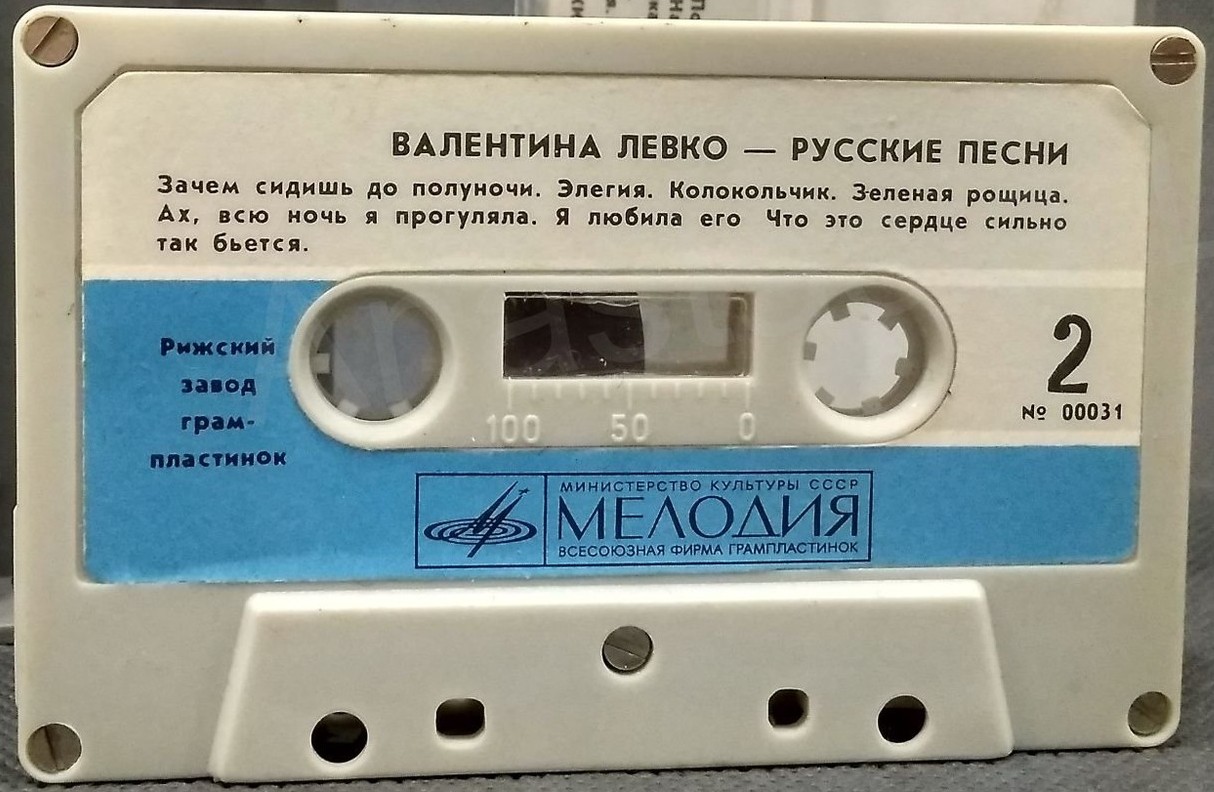 ВАЛЕНТИНА ЛЕВКО — РУССКИЕ ПЕСНИ
Зачем сидишь до полуночи. Элегия. Колокольчик. Зеленая рощица.
Ах, всю ночь я прогуляла. Я любила его Что это сердце сильно
так бьется.
Рижский
завод
грам-
пластинок
2
№ 00031
100 50 0
МИНИСТЕРСТВО КУЛЬТУРЫ СССР
МЕЛОДИЯ
ВСЕСОЮЗНАЯ ФИРМА ГРАМПЛАСТИНОК